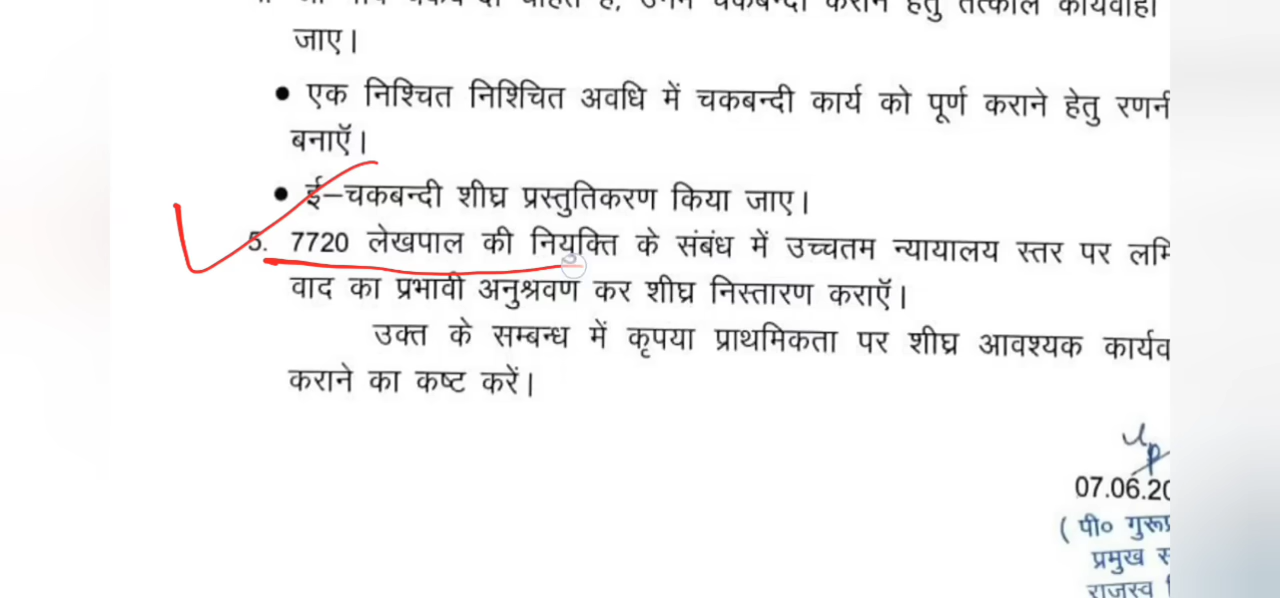 जाए।
• एक निश्चित निश्चित अवधि में चकबन्दी कार्य को पूर्ण कराने हेतु
बनाएँ।
• ई–चकबन्दी शीघ्र प्रस्तुतिकरण किया जाए।
5. 7720 लेखपाल की नियुक्ति के संबंध में उच्चतम न्यायालय स्तर पर
वाद का प्रभावी अनुश्रवण कर शीघ्र निस्तारण कराएँ।
उक्त के सम्बन्ध में कृपया प्राथमिकता पर शीघ्र आवश्यक
कराने का कष्ट करें।
07.06.20
( पी०
प्रमुख
राजस्व